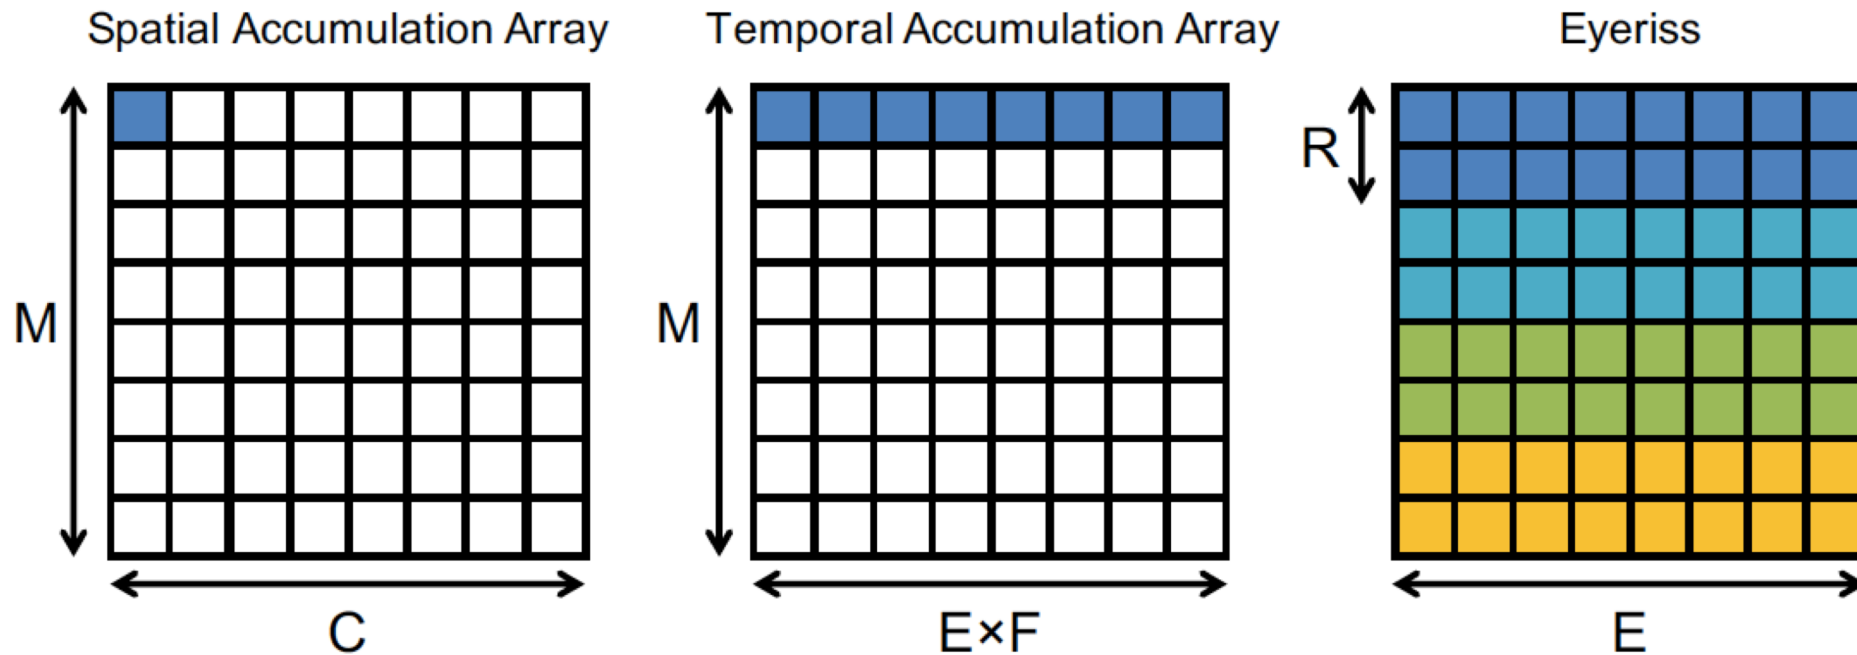 Spatial Accumulation Array
Temporal Accumulation Array
Eyeriss
M
C
M
E×F
R
E